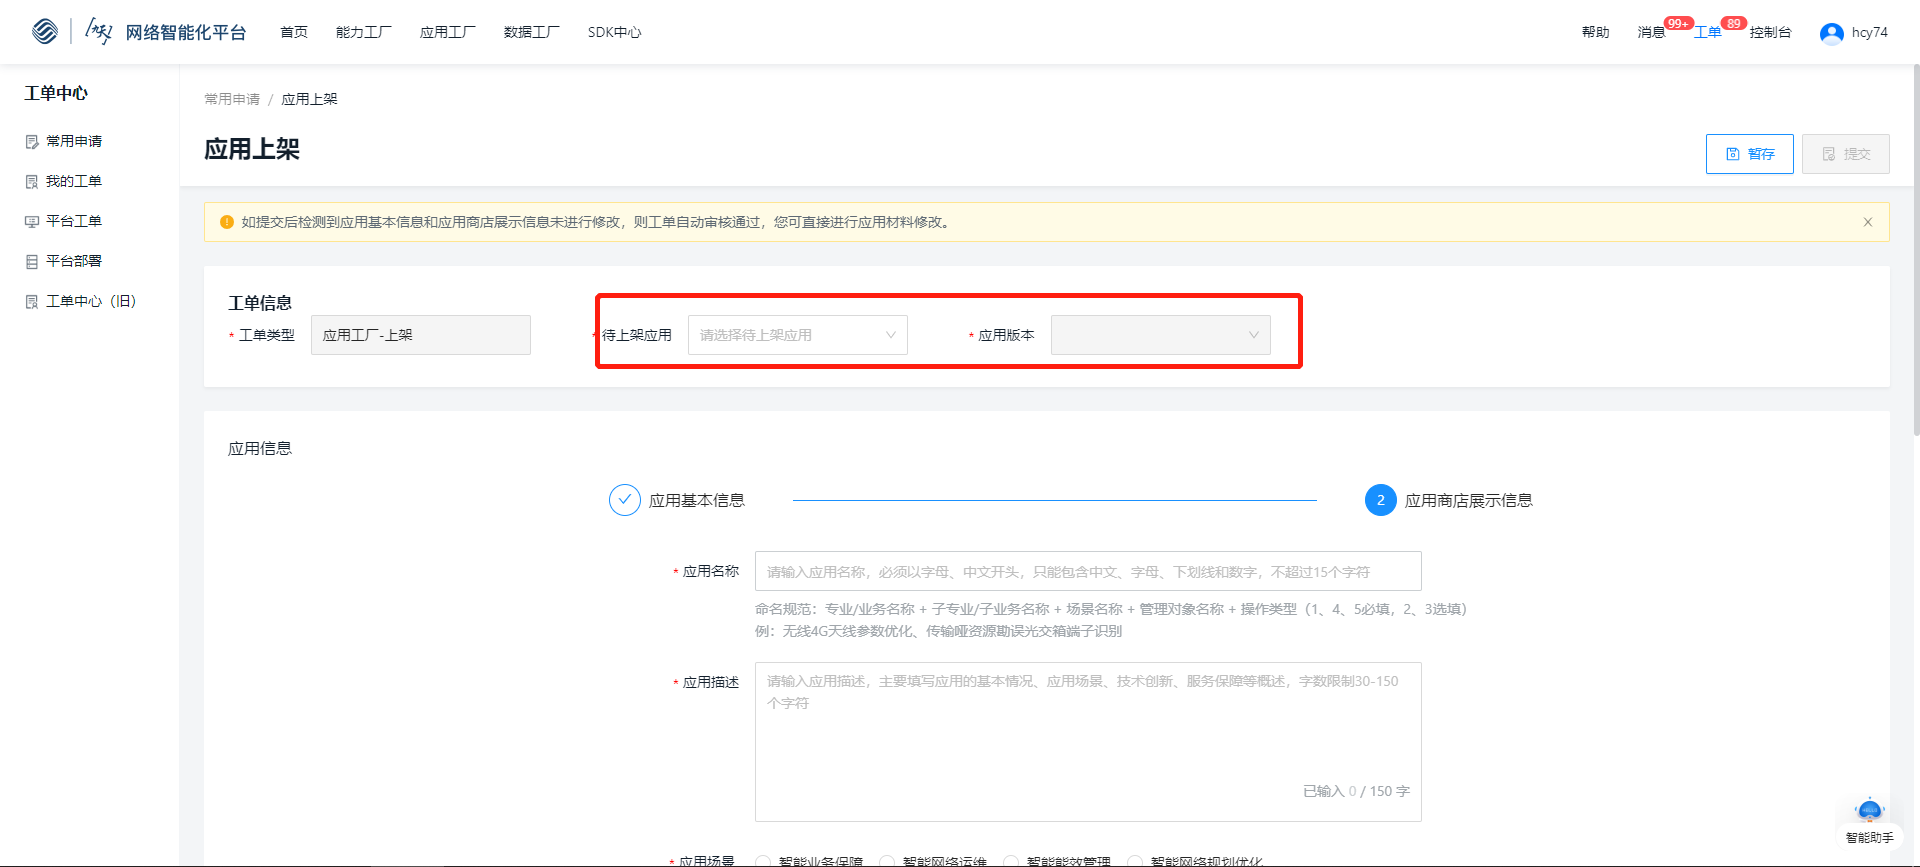 网络智能化平台 首页 能力工厂 应用工厂 数据工厂 SDK中心 帮助 消息 99+ 工单 89 控制台 hcy74
工单中心
常用申请
我的工单
平台工单
平台部署
工单中心（旧）
常用申请 / 应用上架
应用上架
暂存 提交
如提交后检测到应用基本信息和应用商店展示信息未进行修改，则工单自动审核通过，您可直接进行应用材料修改。
工单信息
* 工单类型 应用工厂-上架 * 待上架应用 请选择待上架应用 * 应用版本
应用信息
应用基本信息 2 应用商店展示信息
* 应用名称 请输入应用名称，必须以字母、中文开头，只能包含中文、字母、下划线和数字，不超过15个字符
命名规范：专业/业务名称 + 子专业/子业务名称 + 场景名称 + 管理对象名称 + 操作类型（1、4、5必填，2、3选填）
例：无线4G天线参数优化、传输哑资源勘误光交箱端子识别
* 应用描述 请输入应用描述，主要填写应用的基本情况、应用场景、技术创新、服务保障等概述，字数限制30-150
个字符
已输入 0 / 150 字
智能助手
* 应用场景 智能业务保障 智能网络运维 智能能效管理 智能网络规划优化